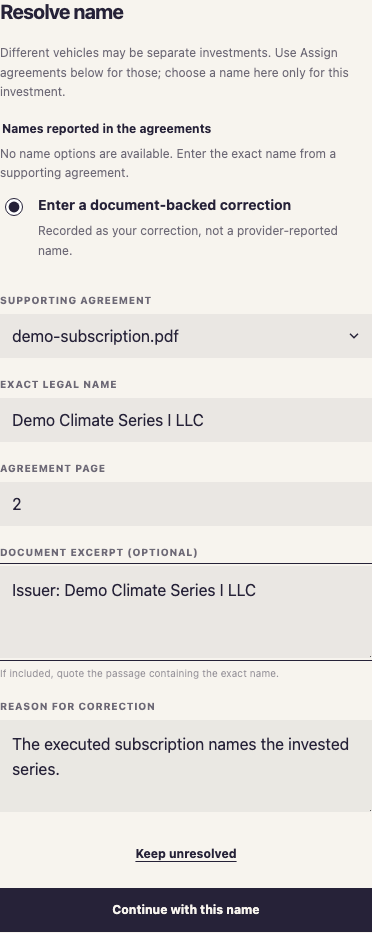 Resolve name
Different vehicles may be separate investments. Use Assign
agreements below for those; choose a name here only for this
investment.
Names reported in the agreements
No name options are available. Enter the exact name from a
supporting agreement.
Enter a document-backed correction
Recorded as your correction, not a provider-reported
name.
SUPPORTING AGREEMENT
demo-subscription.pdf
EXACT LEGAL NAME
Demo Climate Series I LLC
AGREEMENT PAGE
2
DOCUMENT EXCERPT (OPTIONAL)
Issuer: Demo Climate Series I LLC
If included, quote the passage containing the exact name.
REASON FOR CORRECTION
The executed subscription names the invested
series.
Keep unresolved
Continue with this name